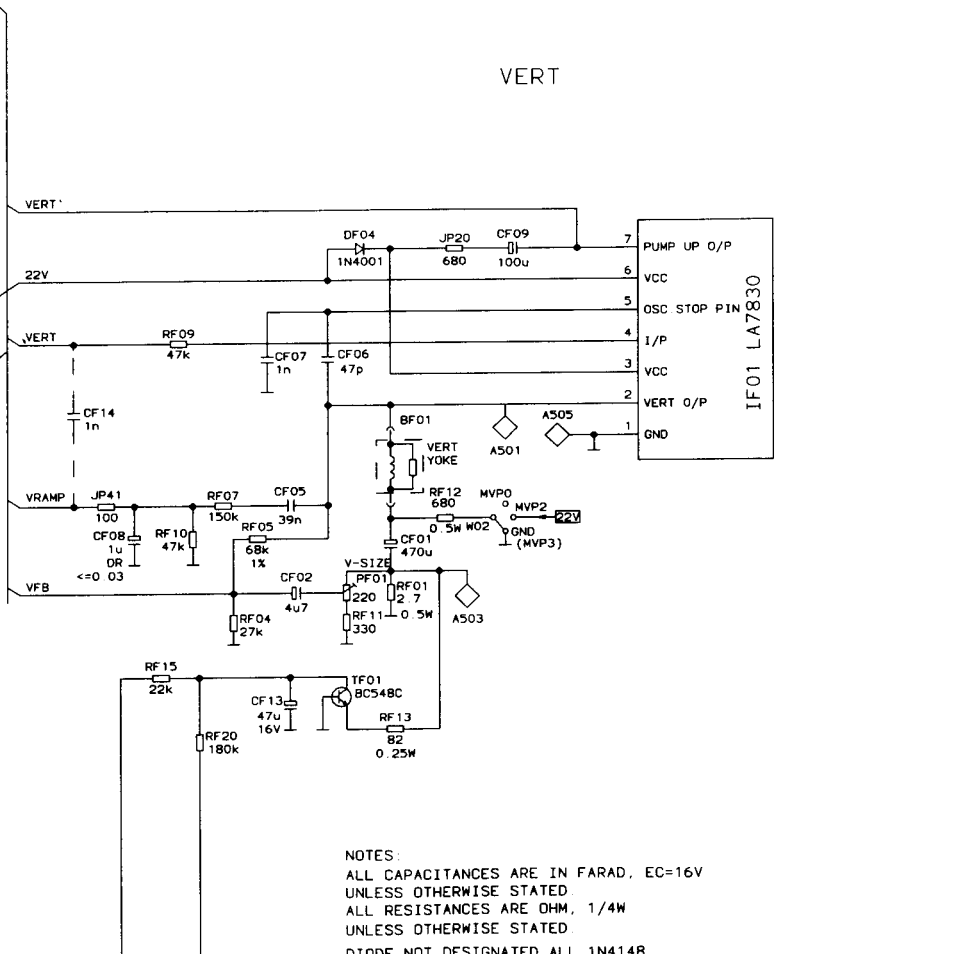 VERT
VERT'
DF04
1N4001
JP20
680
CF09
100u
7
PUMP UP O/P
22V
6
VCC
5
OSC STOP PIN
VERT
RF09
47k
4
I/P
CF07
1n
CF06
47p
3
VCC
IF01 LA7830
2
VERT O/P
CF14
1n
BF01
A501
A505
1
GND
VERT
YOKE
VRAMP
JP41
100
RF07
150k
CF05
39n
RF12
680
0.5W
W02
MVP0
MVP2
22V
GND
(MVP3)
CF08
1u
OR
<=0.03
RF10
47k
RF05
68k
1%
CF01
470u
V-SIZE
VFB
CF02
4u7
PF01
220
RF01
2.7
0.5W
A503
RF04
27k
RF11
330
RF15
22k
TF01
BC548C
CF13
47u
16V
RF13
82
0.25W
RF20
180k
NOTES:
ALL CAPACITANCES ARE IN FARAD, EC=16V
UNLESS OTHERWISE STATED.
ALL RESISTANCES ARE OHM, 1/4W
UNLESS OTHERWISE STATED.
DIODE NOT DESIGNATED ALL 1N4148